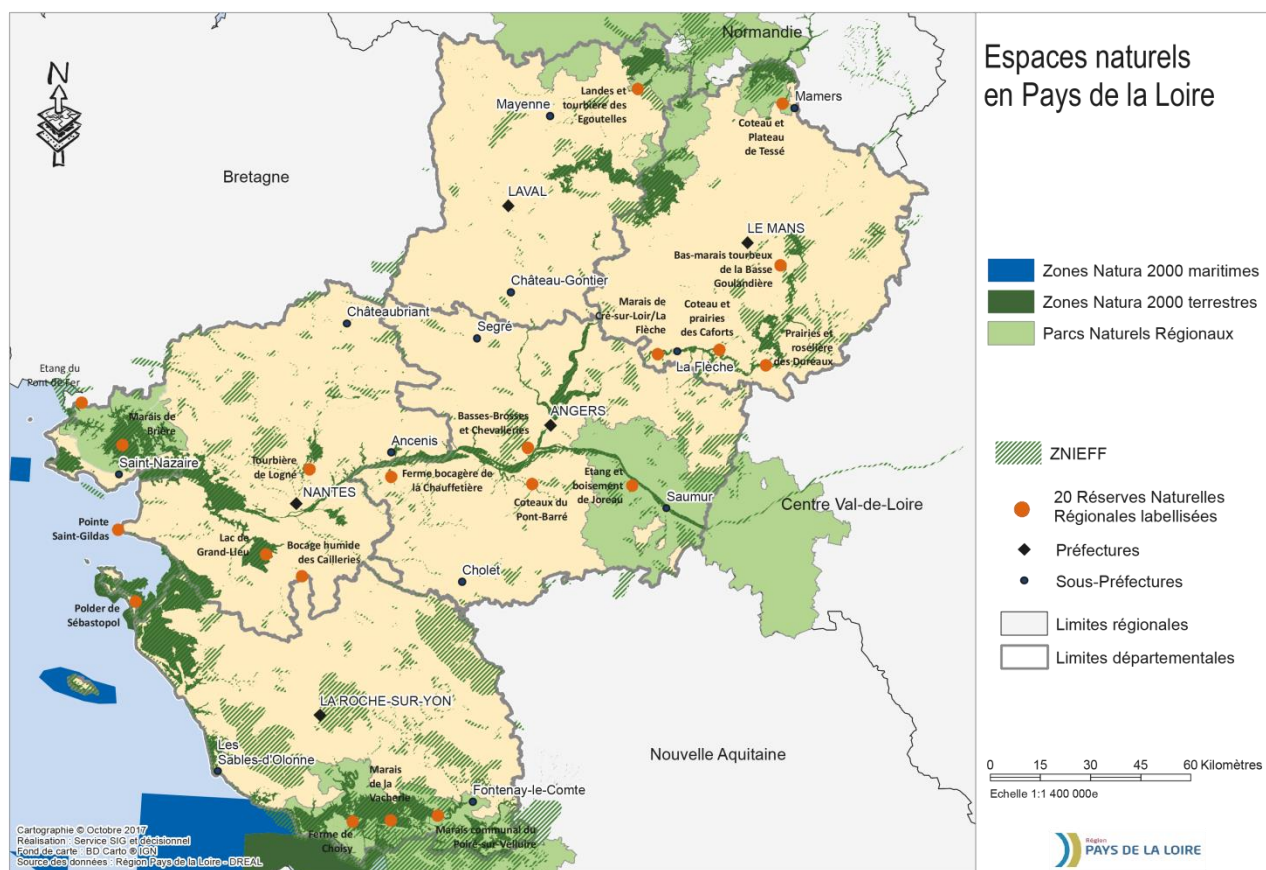 Espaces naturels
en Pays de la Loire
N
Normandie
Bretagne
Centre Val-de-Loire
Nouvelle Aquitaine
Landes et
tourbière des
Egoutelles
Mayenne
Mamers
Coteau et
Plateau
de Tessé
LAVAL
LE MANS
Bas-marais tourbeux
de la Basse
Goulandière
Château-Gontier
Marais de
Cré-sur-Loir/La
Flèche
Coteau et
prairies
des Caforts
Châteaubriant
Segré
La Flèche
Prairies et
roselière
des Dureaux
Etang du
Pont de Fer
Marais de
Brière
Saint-Nazaire
Basses-Brosses
et Chevalleries
ANGERS
Ancenis
Tourbière
de Logné
Ferme bocagère de
la Chauffetière
NANTES
Coteaux du
Pont-Barré
Etang et
boisement
de Joreau
Saumur
Pointe
Saint-Gildas
Lac de
Grand-Lieu
Bocage humide
des Cailleries
Cholet
Polder de
Sébastopol
LA ROCHE-SUR-YON
Les
Sables-d'Olonne
Marais
de la
Vacherie
Fontenay-le-Comte
Ferme de
Choisy
Marais communal du
Poiré-sur-Velluire
Cartographie © Octobre 2017
Réalisation : Service SIG et décisionnel
Fond de carte : BD Carto ® IGN
Source des données : Région Pays de la Loire - DREAL
Zones Natura 2000 maritimes
Zones Natura 2000 terrestres
Parcs Naturels Régionaux
ZNIEFF
20 Réserves Naturelles
Régionales labellisées
Préfectures
Sous-Préfectures
Limites régionales
Limites départementales
0 15 30 45 60 Kilomètres
Echelle 1:1 400 000e
Région
PAYS DE LA LOIRE